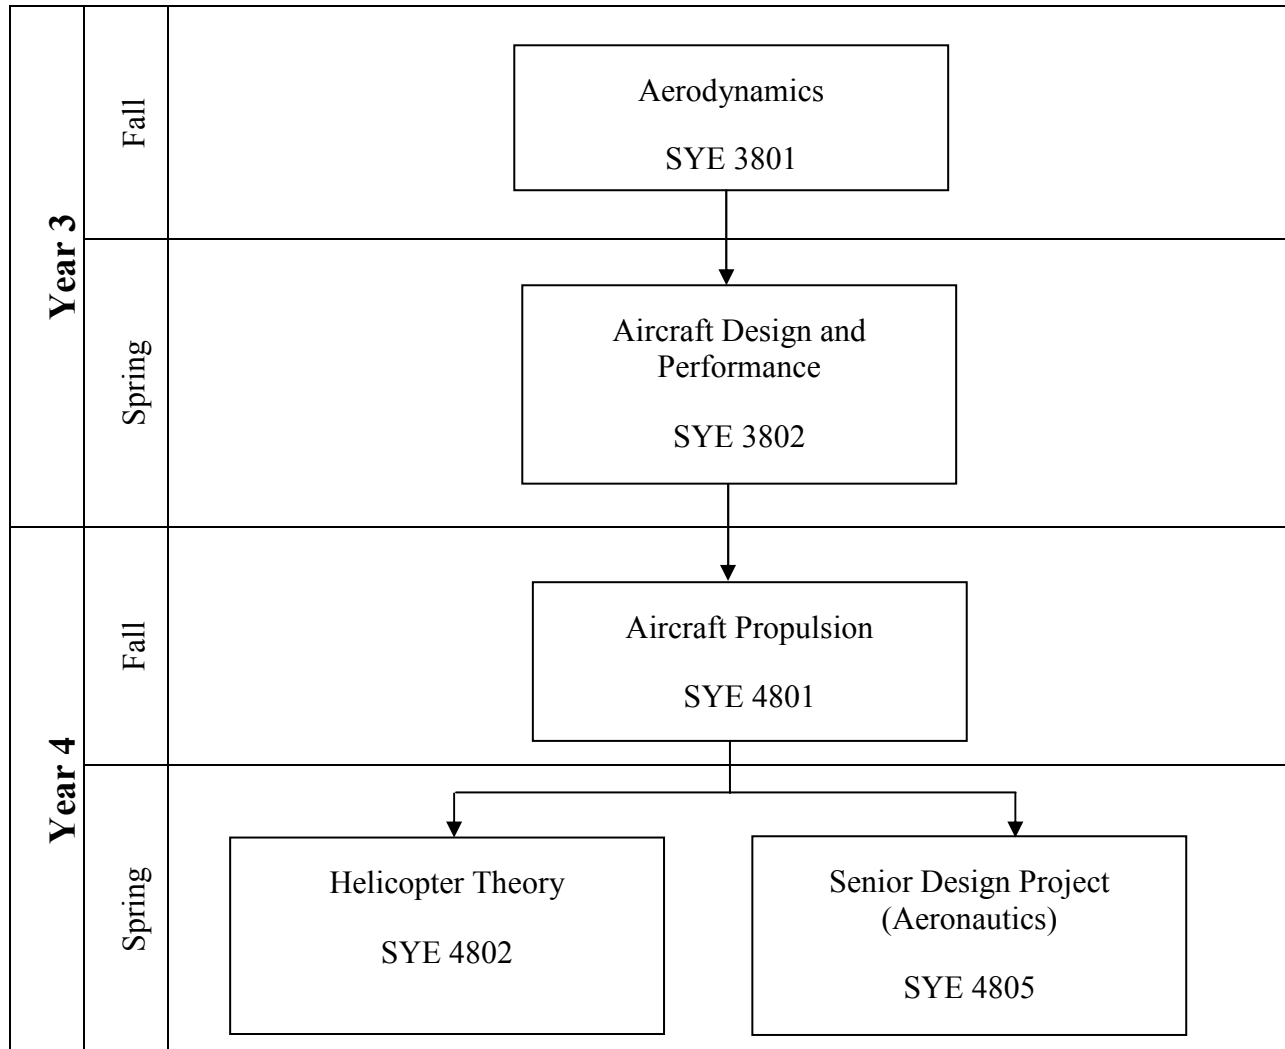 Year 3
Fall
Aerodynamics
SYE 3801
Spring
Aircraft Design and
Performance
SYE 3802
Year 4
Fall
Aircraft Propulsion
SYE 4801
Spring
Helicopter Theory
SYE 4802
Senior Design Project
(Aeronautics)
SYE 4805